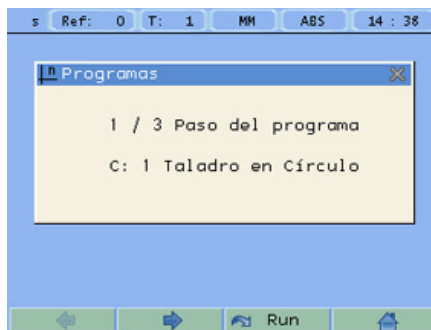 s Ref: 0 T: 1 MM ABS 14 : 38
n Programas
1 / 3 Paso del programa
C: 1 Taladro en Círculo
Run